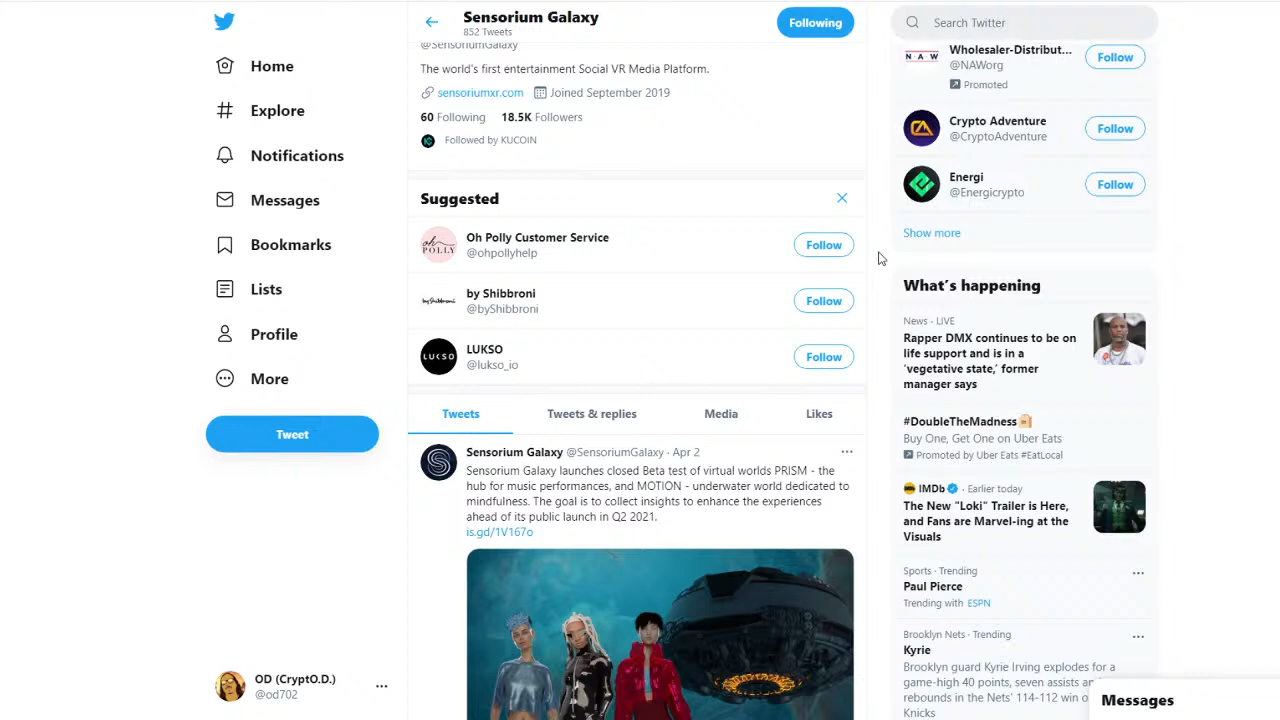 Home
Explore
Notifications
Messages
Bookmarks
Lists
Profile
More
Tweet
OD (CryptO.D.)
@od702
Sensorium Galaxy
852 Tweets
Following
@SensoriumGalaxy
The world's first entertainment Social VR Media Platform.
sensoriumxr.com Joined September 2019
60 Following 18.5K Followers
Followed by KUCOIN
Suggested
Oh Polly Customer Service
@ohpollyhelp
Follow
by Shibbroni
@byShibbroni
Follow
LUKSO
@lukso_io
Follow
Tweets Tweets & replies Media Likes
Sensorium Galaxy @SensoriumGalaxy · Apr 2
Sensorium Galaxy launches closed Beta test of virtual worlds PRISM - the
hub for music performances, and MOTION - underwater world dedicated to
mindfulness. The goal is to collect insights to enhance the experiences
ahead of its public launch in Q2 2021.
is.gd/1V167o
Search Twitter
NAW
Wholesaler-Distribut...
@NAWorg
Follow
Promoted
Crypto Adventure
@CryptoAdventure
Follow
Energi
@Energicrypto
Follow
Show more
What's happening
News · LIVE
Rapper DMX continues to be on
life support and is in a
'vegetative state,' former
manager says
#DoubleTheMadness
Buy One, Get One on Uber Eats
Promoted by Uber Eats #EatLocal
IMDb · Earlier today
The New "Loki" Trailer is Here,
and Fans are Marvel-ing at the
Visuals
Sports · Trending
Paul Pierce
Trending with ESPN
Brooklyn Nets · Trending
Kyrie
Brooklyn guard Kyrie Irving explodes for a
game-high 40 points, seven assists
rebounds in the Nets' 114-112 win
Knicks
Messages
oh
POLLY
by Shibbroni
LUKSO